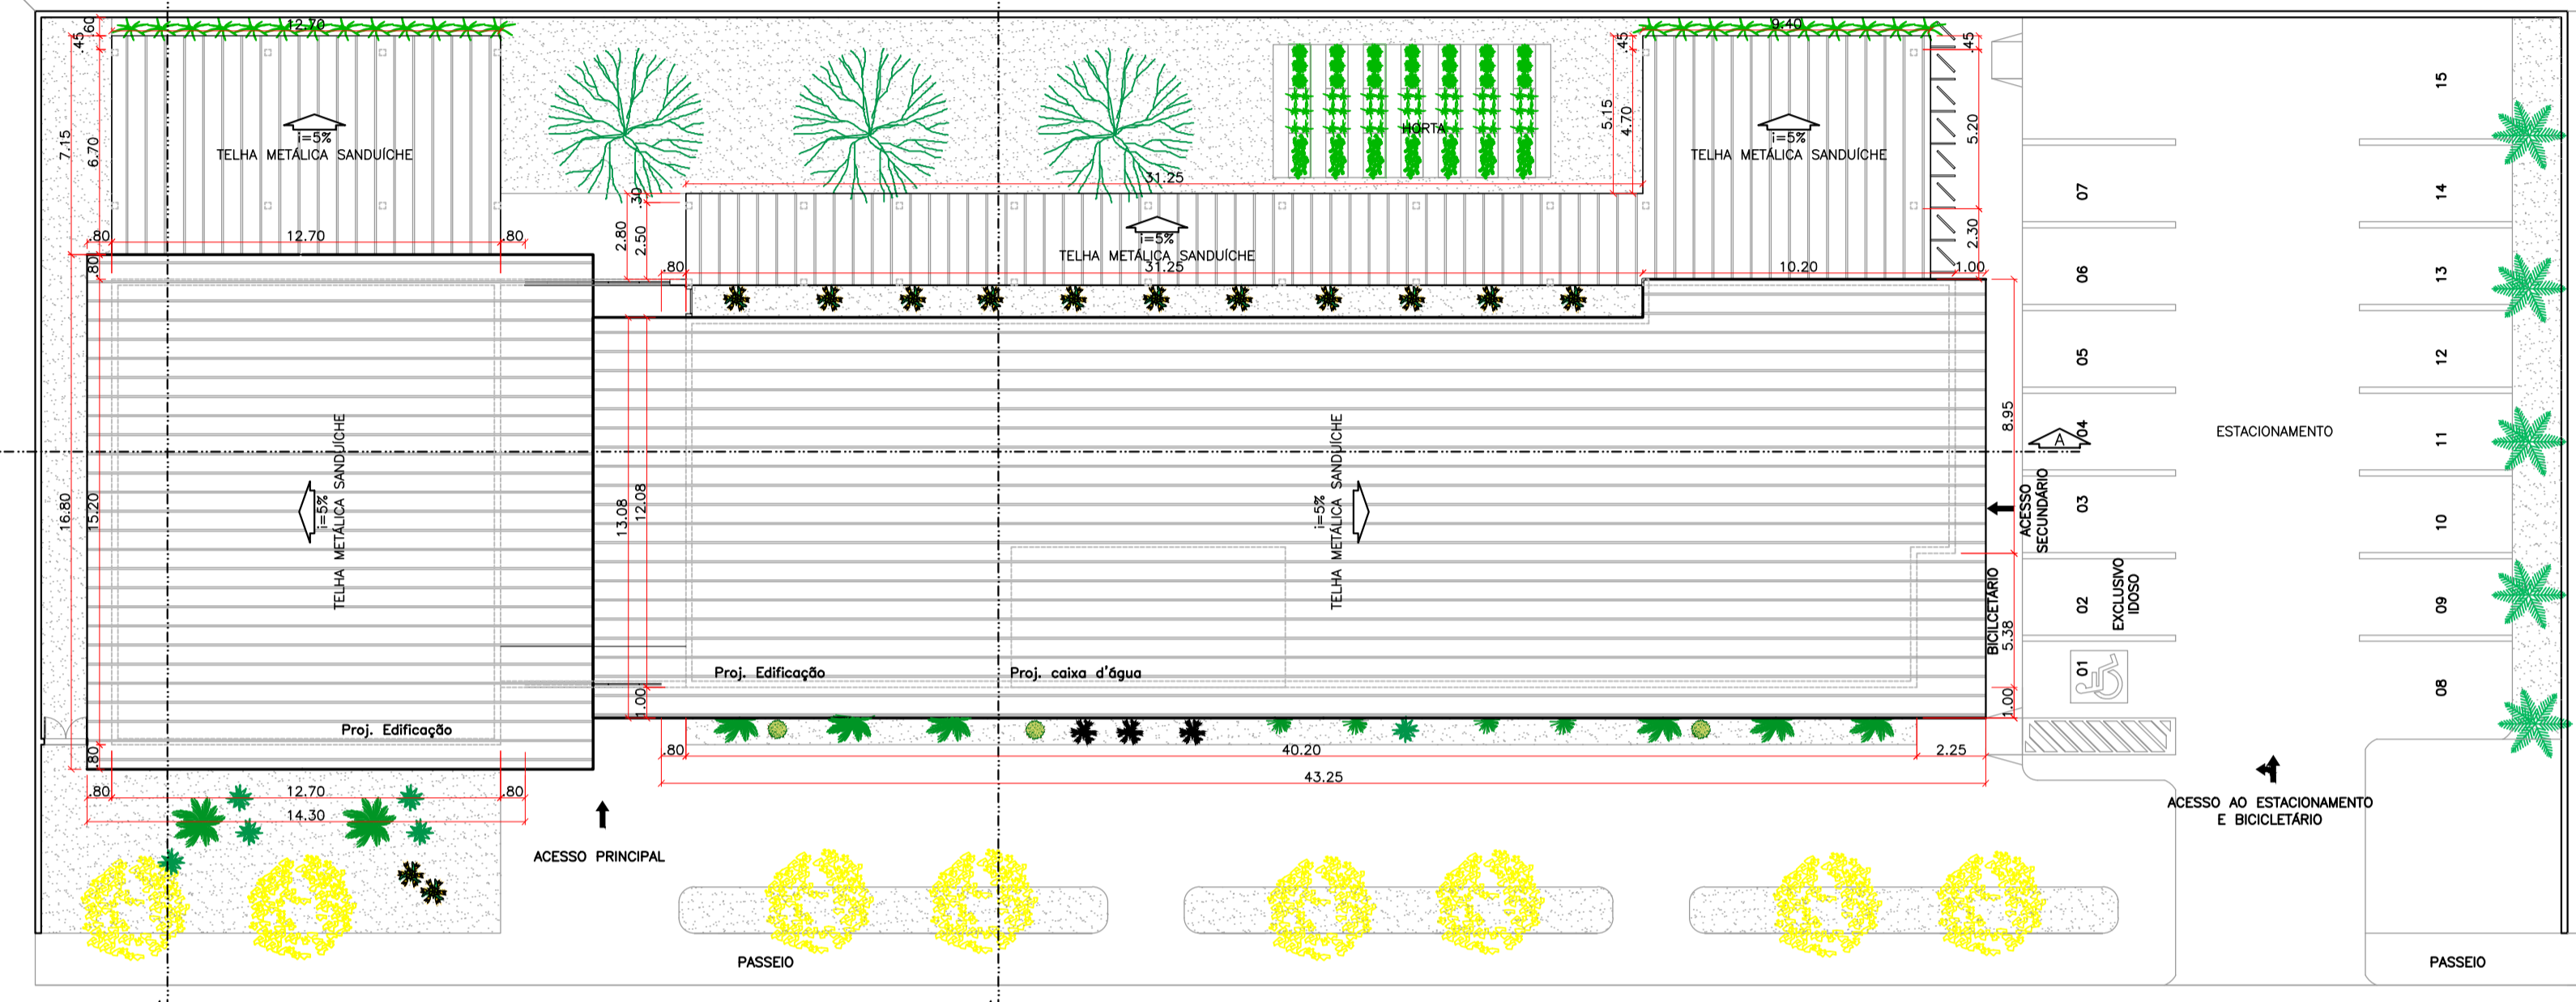 12.70
9.40
.60
.45
.45
.45
15
HORTA
5.15
4.70
5.20
7.15
6.70
i=5%
TELHA METÁLICA SANDUÍCHE
i=5%
TELHA METÁLICA SANDUÍCHE
31.25
.30
07
14
2.80
2.50
i=5%
TELHA METÁLICA SANDUÍCHE
31.25
2.30
.80
12.70
.80
.80
.80
10.20
1.00
06
13
05
12
8.95
A
04
11
ESTACIONAMENTO
16.80
15.20
i=5%
TELHA METÁLICA SANDUÍCHE
13.08
12.08
i=5%
TELHA METÁLICA SANDUÍCHE
ACESSO
SECUNDÁRIO
03
10
BICILCETÁRIO
5.38
02
EXCLUSIVO
IDOSO
09
01
08
Proj. Edificação
Proj. caixa d'água
1.00
1.00
Proj. Edificação
.80
.80
40.20
2.25
43.25
.80
12.70
.80
14.30
ACESSO PRINCIPAL
ACESSO AO ESTACIONAMENTO
E BICICLETÁRIO
PASSEIO
PASSEIO